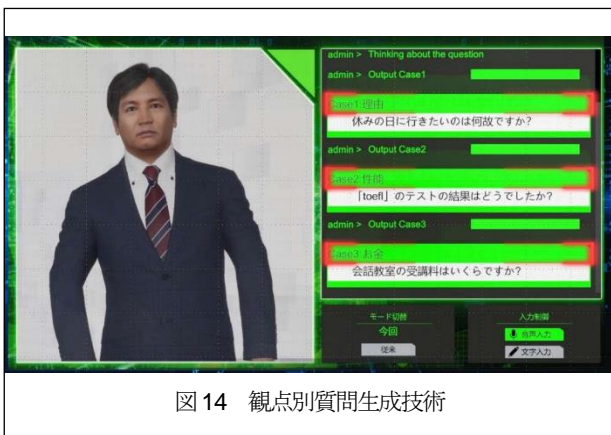 admin > Thinking about the question
admin > Output Case1
Case1:理由
休みの日に行きたいのは何故ですか?
admin > Output Case2
Case2:性能
「toefl」のテストの結果はどうでしたか?
admin > Output Case3
Case3:お金
会話教室の受講料はいくらですか?
モード切替
今回
従来
入力制御
音声入力
文字入力
図14 観点別質問生成技術